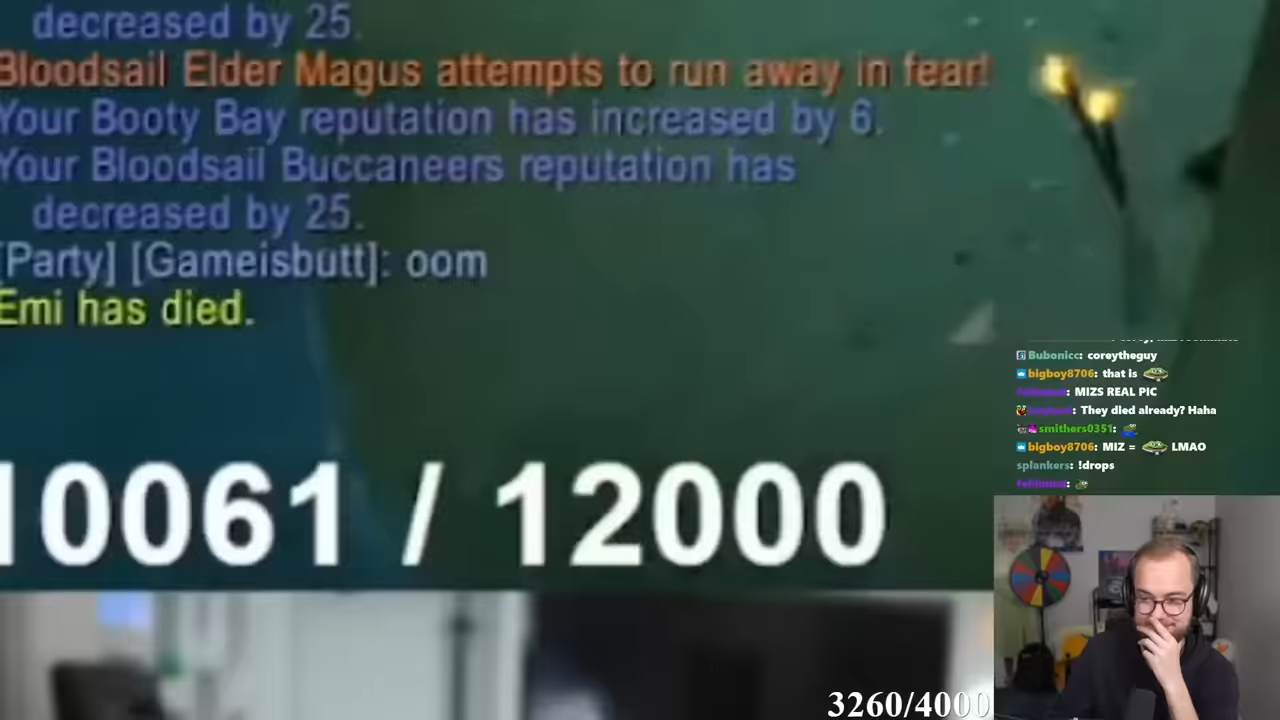 decreased by 25.
Bloodsail Elder Magus attempts to run away in fear!
Your Booty Bay reputation has increased by 6.
Your Bloodsail Buccaneers reputation has
decreased by 25.
[Party] [Gameisbutt]: oom
Emi has died.
10061 / 12000
Bubonicc: coreytheguy
bigboy8706: that is
: MIZS REAL PIC
: They died already? Haha
smithers0351:
bigboy8706: MIZ = LMAO
splankers: !drops
3260/4000